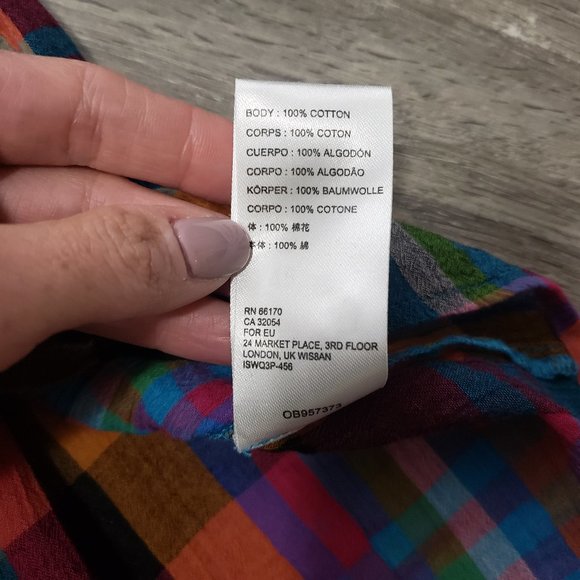 BODY : 100% COTTON
CORPS : 100% COTON
CUERPO : 100% ALGODÓN
CORPO : 100% ALGODÃO
KÖRPER : 100% BAUMWOLLE
CORPO : 100% COTONE
体 : 100% 棉花
本体 : 100% 綿
RN 66170
CA 32054
FOR EU
24 MARKET PLACE, 3RD FLOOR
LONDON, UK WIS8AN
ISWQ3P-456
OB957373